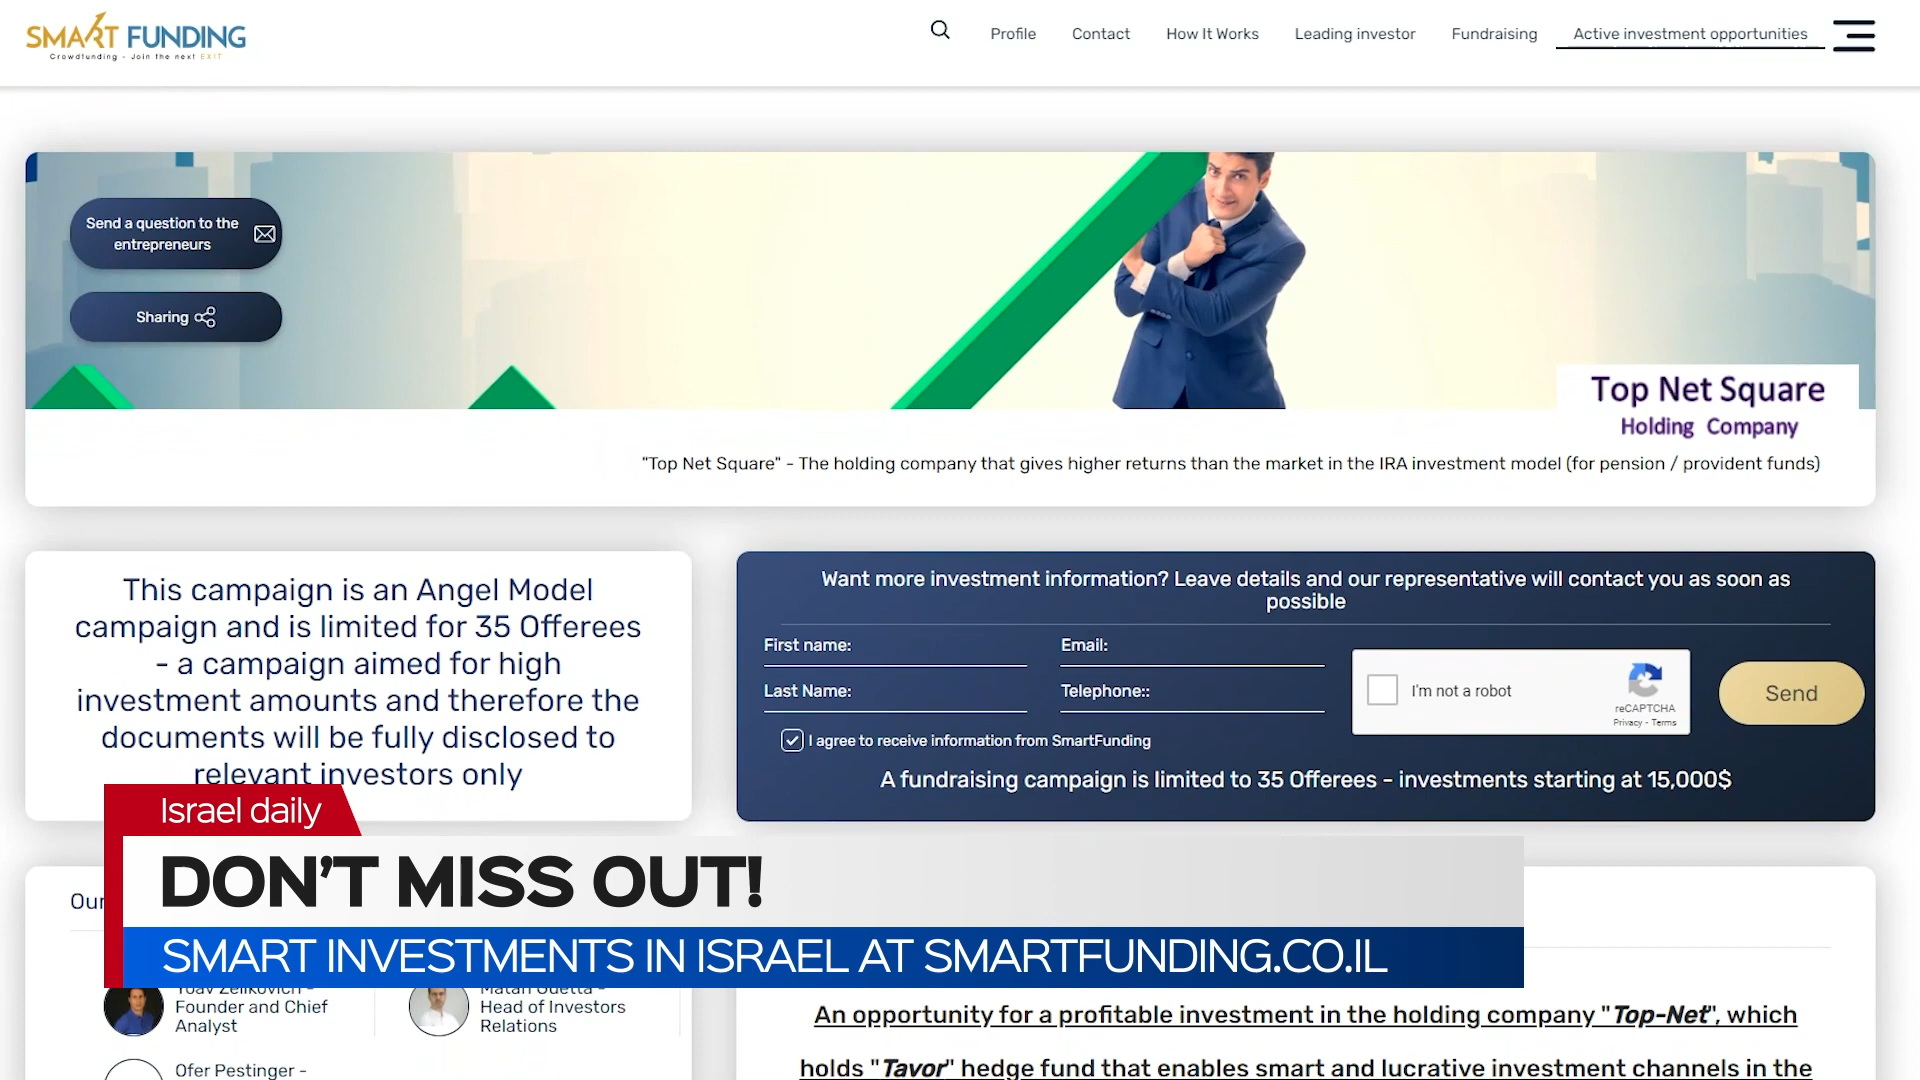 SMART FUNDING
Crowdfunding - Join the next EXIT
Profile
Contact
How It Works
Leading investor
Fundraising
Active investment opportunities
Send a question to the
entrepreneurs
Sharing
Top Net Square
Holding Company
"Top Net Square" - The holding company that gives higher returns than the market in the IRA investment model (for pension / provident funds)
This campaign is an Angel Model
campaign and is limited for 35 Offerees
- a campaign aimed for high
investment amounts and therefore the
documents will be fully disclosed to
relevant investors only
Want more investment information? Leave details and our representative will contact you as soon as
possible
First name:
Email:
Last Name:
Telephone::
I'm not a robot
reCAPTCHA
Privacy - Terms
Send
I agree to receive information from SmartFunding
A fundraising campaign is limited to 35 Offerees - investments starting at 15,000$
Israel daily
DON'T MISS OUT!
SMART INVESTMENTS IN ISRAEL AT SMARTFUNDING.CO.IL
Our
Yoav Zelikovich -
Founder and Chief
Analyst
Matan
Head of Investors
Relations
Ofer Pestinger -
An opportunity for a profitable investment in the holding company "Top-Net", which
holds "Tavor" hedge fund that enables smart and lucrative investment channels in the